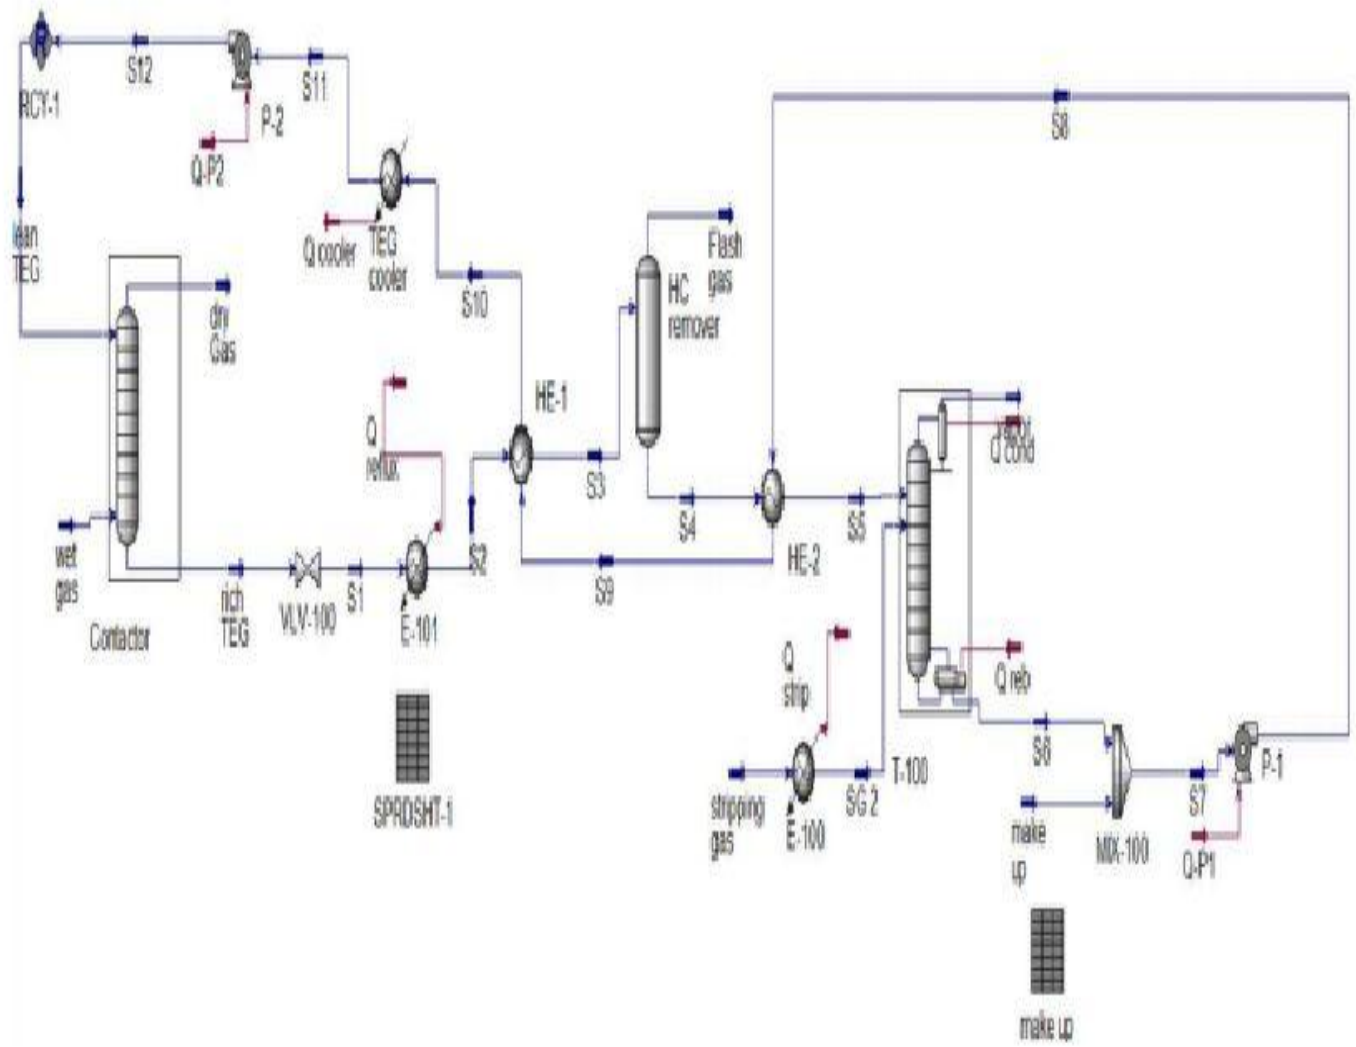 S12
S11
RCY-1
P-2
Q-P2
S8
lean
TEG
Q cooler
TEG
cooler
S10
Flash
gas
HC
remover
dry
Gas
HE-1
Q
reflux
Q cond
S3
S4
S5
S2
HE-2
S9
wet
gas
rich
TEG
VLV-100
S1
E-101
Contactor
Q
strip
Q reb
S6
T-100
P-1
SPRDSHT-1
stripping
gas
E-100
SG 2
make
up
MIX-100
S7
Q-P1
make up